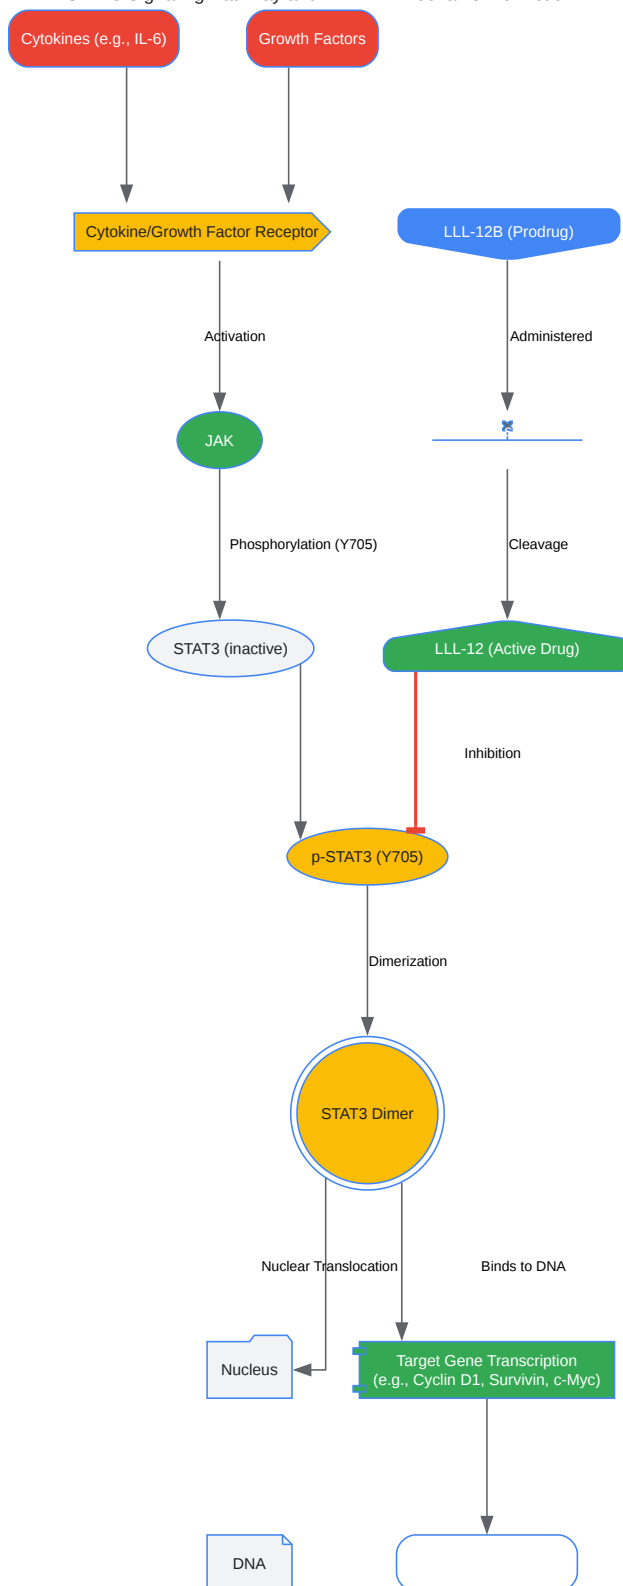 Cytokines (e.g., IL-6)
Growth Factors
Cytokine/Growth Factor Receptor
LLL-12B (Prodrug)
Activation
Administered
JAK
Phosphorylation (Y705)
Cleavage
STAT3 (inactive)
LLL-12 (Active Drug)
Inhibition
p-STAT3 (Y705)
Dimerization
STAT3 Dimer
Nuclear Translocation
Binds to DNA
Nucleus
Target Gene Transcription
(e.g., Cyclin D1, Survivin, c-Myc)
DNA